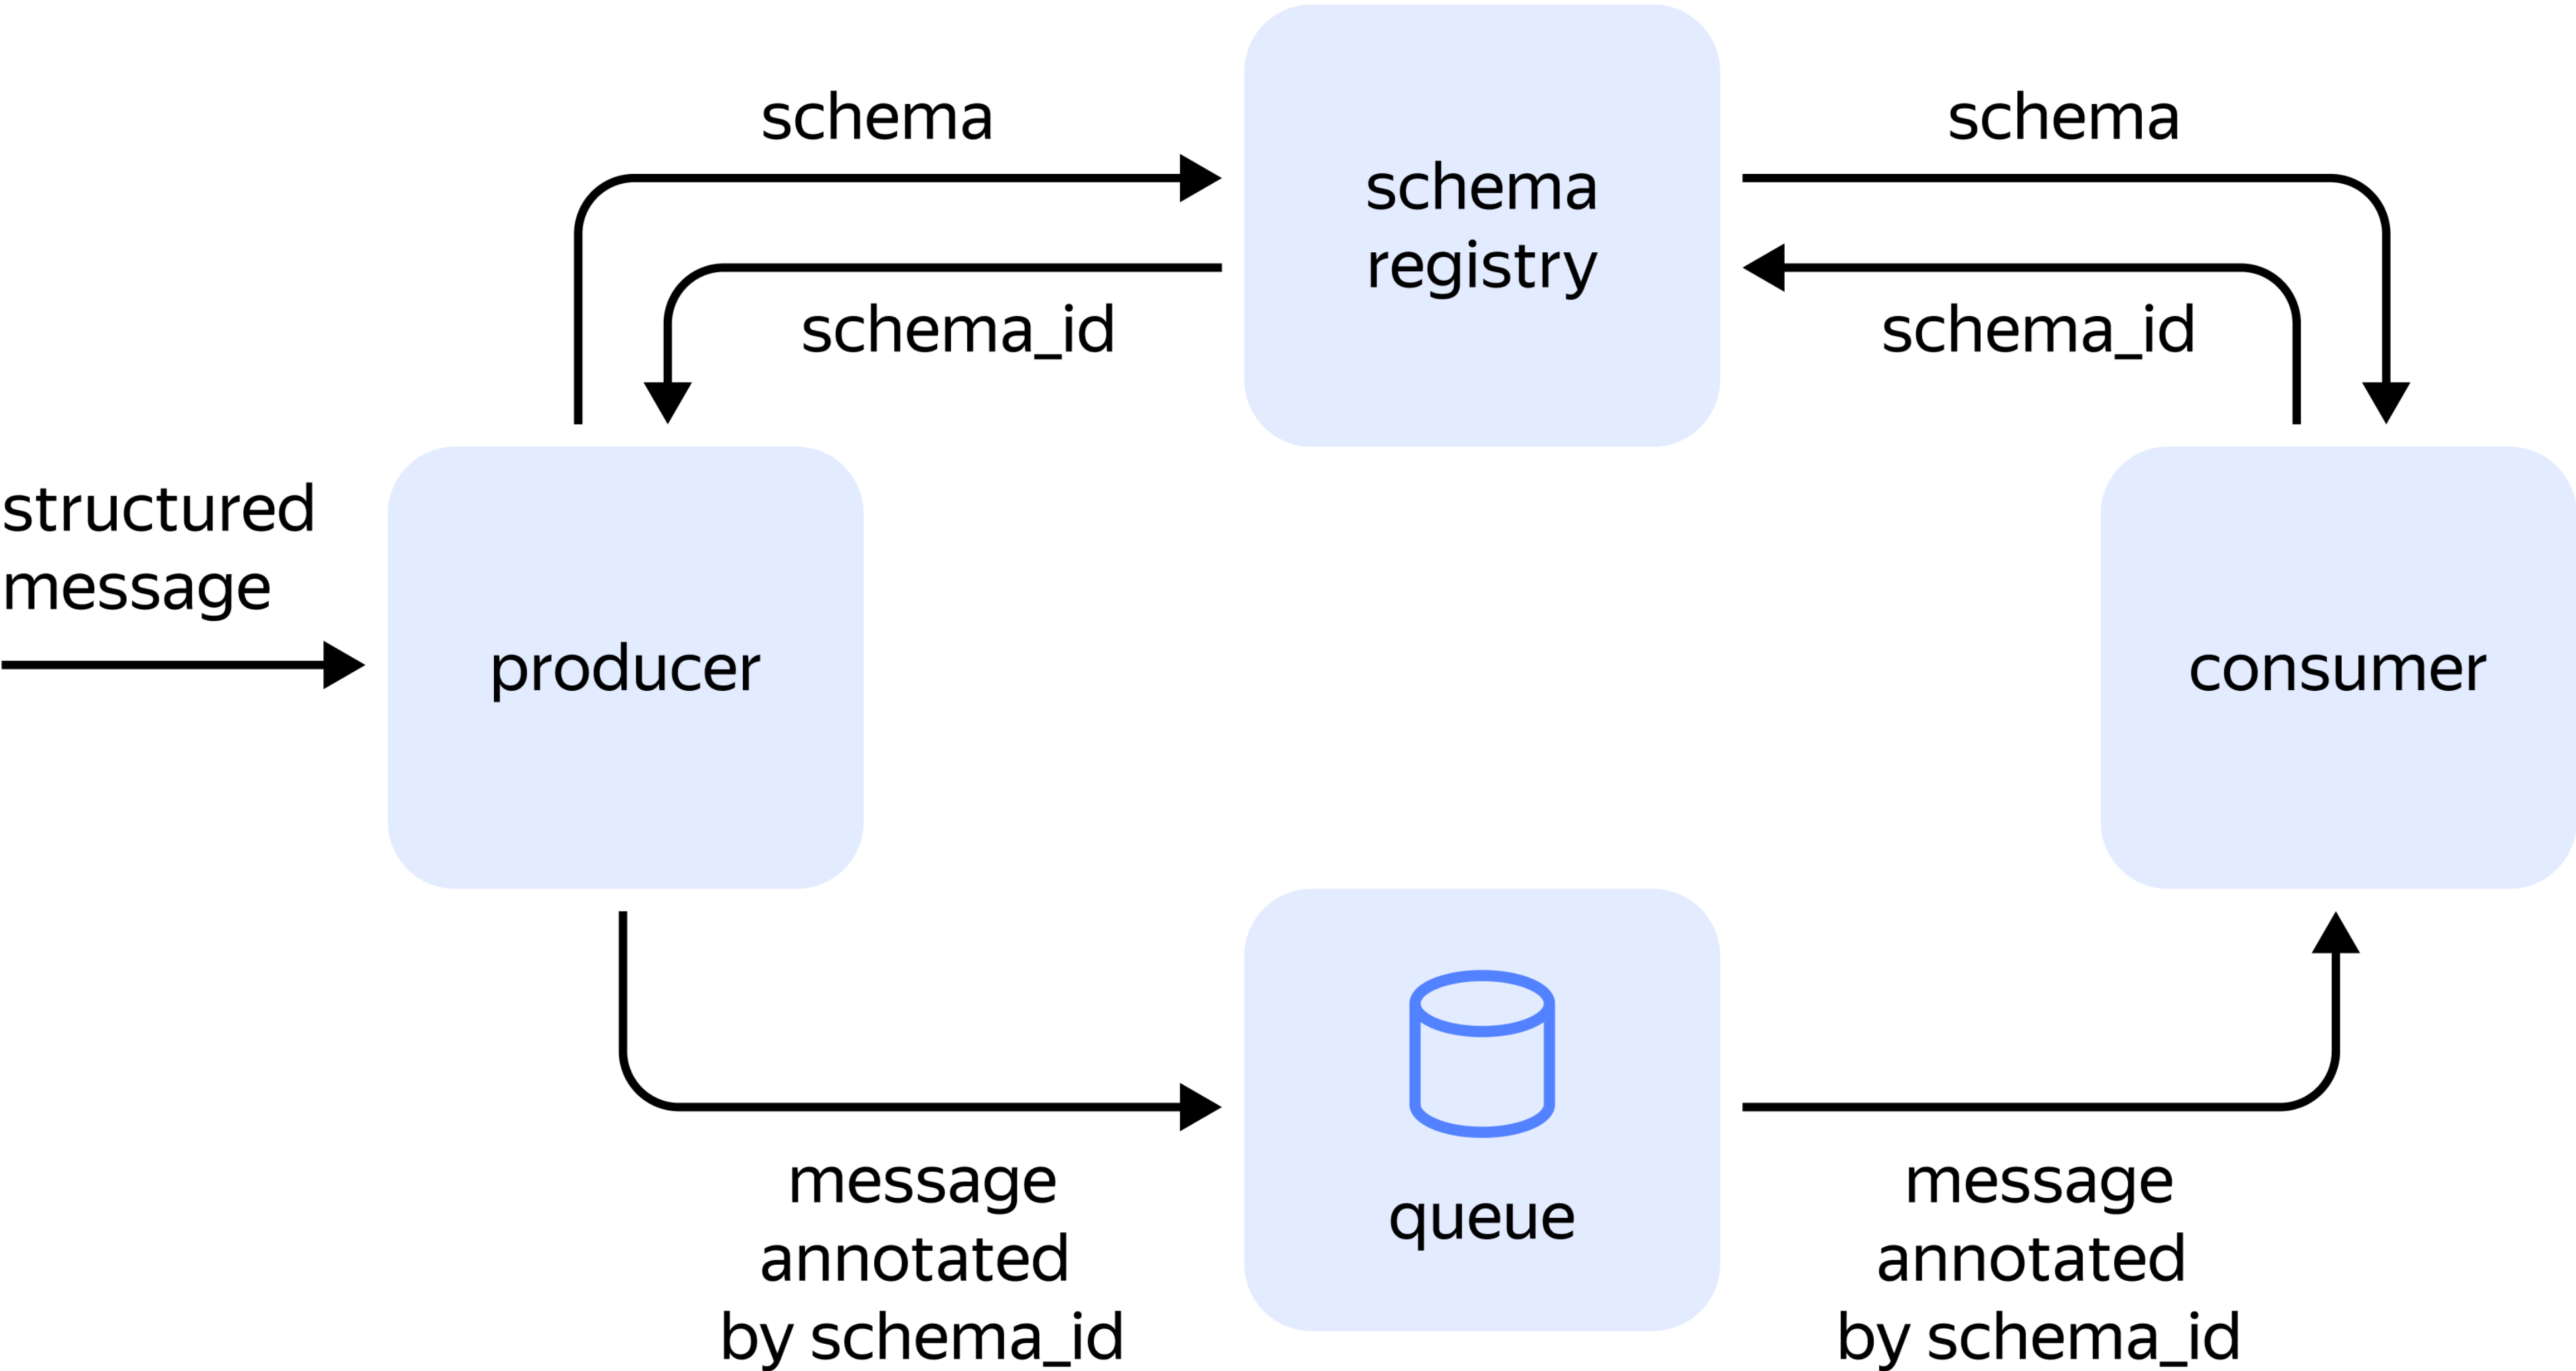 schema
schema
schema
registry
schema_id
schema_id
structured
message
producer
consumer
message
annotated
by schema_id
queue
message
annotated
by schema_id